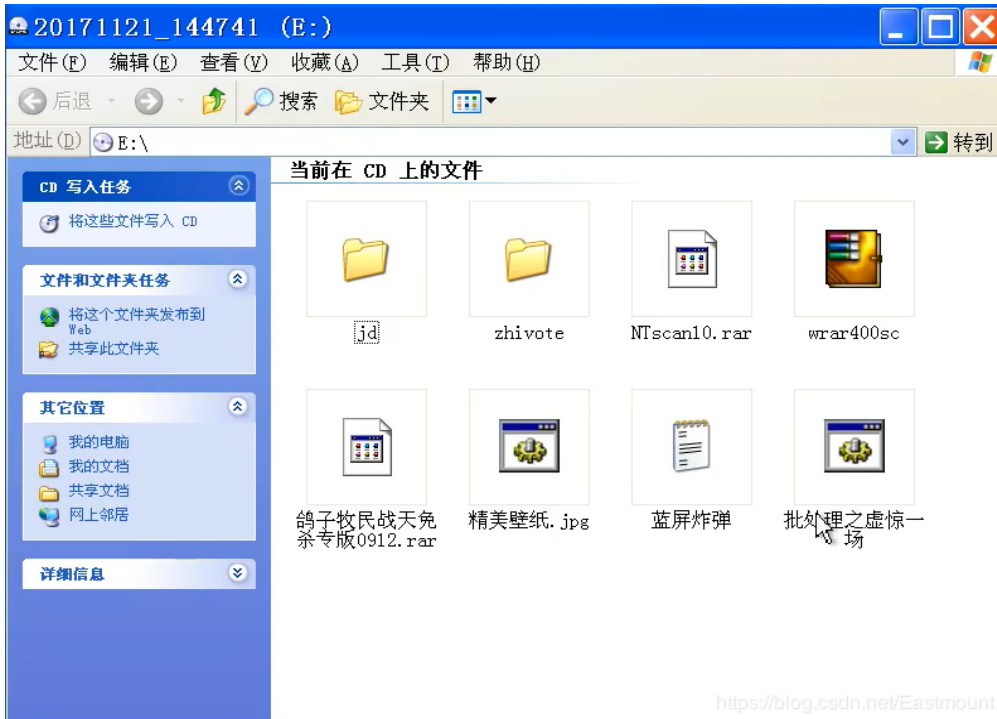 20171121_144741 (E:)
文件(F) 编辑(E) 查看(V) 收藏(A) 工具(T) 帮助(H)
后退 搜索 文件夹
地址(D) E:\ 转到
CD 写入任务
将这些文件写入 CD
文件和文件夹任务
将这个文件夹发布到
Web
共享此文件夹
其它位置
我的电脑
我的文档
共享文档
网上邻居
详细信息
当前在 CD 上的文件
jd zhivote NTscan10.rar wrar400sc
鸽子牧民战天免 精美壁纸.jpg 蓝屏炸弹 批处理之虚惊一
杀专版0912.rar 场
https://blog.csdn.net/Eastmount